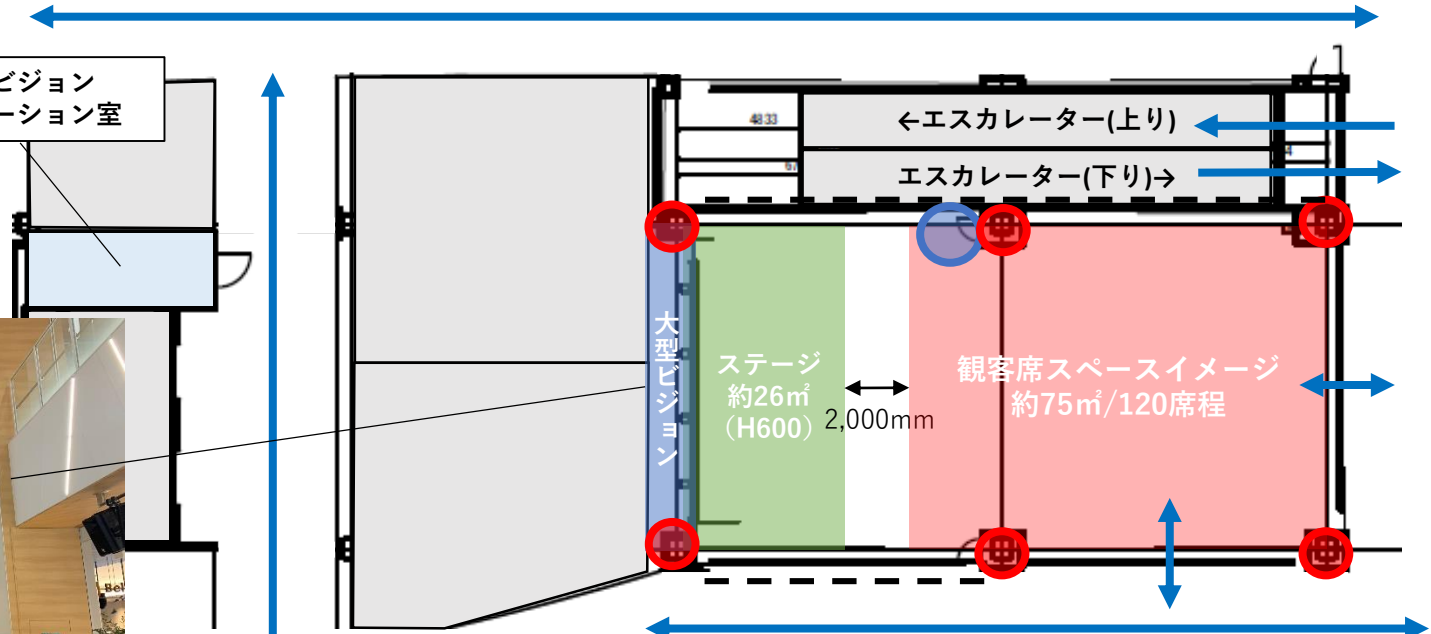 ビジョン
ーション室
4833
←エスカレーター(上り)
エスカレーター(下り)→
大型ビジョン
ステージ
約26㎡
（H600）
2,000mm
観客席スペースイメージ
約75㎡/120席程